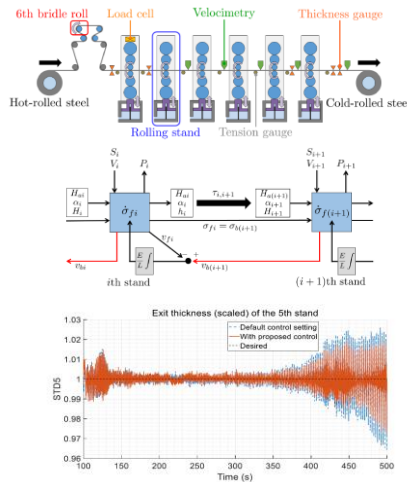 6th bridle roll
Load cell
Velocimetry
Thickness gauge
Hot-rolled steel
Rolling stand
Tension gauge
Cold-rolled steel
S_i
V_i
P_i
S_{i+1}
V_{i+1}
P_{i+1}
H_{ai}
α_i
H_i
σ̇_{fi}
H_{ai}
α_i
h_i
τ_{i,i+1}
H_{a(i+1)}
α_{i+1}
H_{i+1}
σ̇_{f(i+1)}
σ_{fi} = σ_{b(i+1)}
v_{fi}
E/L ∫
- +
E/L ∫
v_{bi}
v_{b(i+1)}
ith stand
(i + 1)th stand
Exit thickness (scaled) of the 5th stand
Default control setting
With proposed control
Desired
STD5
1.03
1.02
1.01
1
0.99
0.98
0.97
0.96
100 150 200 250 300 350 400 450 500
Time (s)